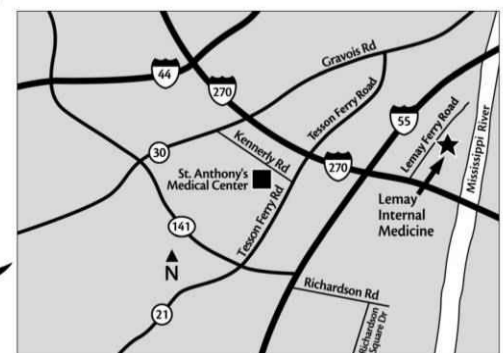 44
270
Gravois Rd
Tesson Ferry Road
55
Lemay Ferry Road
Mississippi River
30
Kennerly Rd
St. Anthony's
Medical Center
270
Lemay
Internal
Medicine
141
Tesson Ferry Rd
N
Richardson Rd
21
Richardson
Square Dr